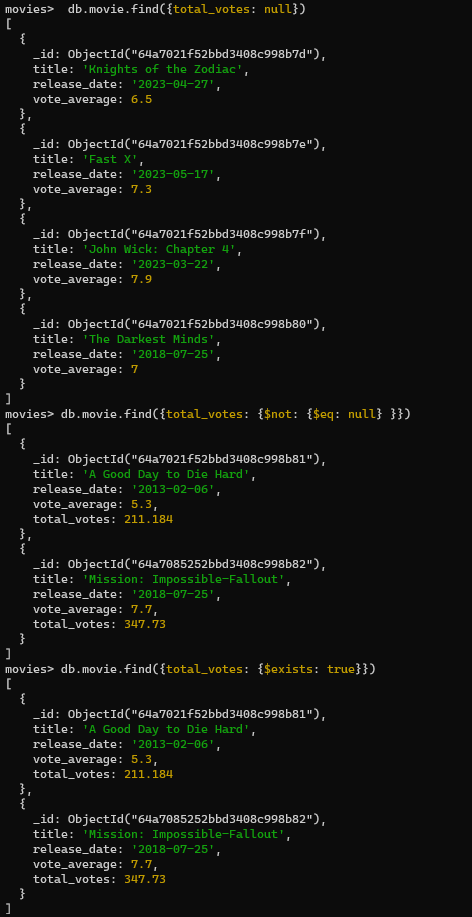 movies>  db.movie.find({total_votes: null})
[
  {
    _id: ObjectId("64a7021f52bbd3408c998b7d"),
    title: 'Knights of the Zodiac',
    release_date: '2023-04-27',
    vote_average: 6.5
  },
  {
    _id: ObjectId("64a7021f52bbd3408c998b7e"),
    title: 'Fast X',
    release_date: '2023-05-17',
    vote_average: 7.3
  },
  {
    _id: ObjectId("64a7021f52bbd3408c998b7f"),
    title: 'John Wick: Chapter 4',
    release_date: '2023-03-22',
    vote_average: 7.9
  },
  {
    _id: ObjectId("64a7021f52bbd3408c998b80"),
    title: 'The Darkest Minds',
    release_date: '2018-07-25',
    vote_average: 7
  }
]
movies> db.movie.find({total_votes: {$not: {$eq: null} }})
[
  {
    _id: ObjectId("64a7021f52bbd3408c998b81"),
    title: 'A Good Day to Die Hard',
    release_date: '2013-02-06',
    vote_average: 5.3,
    total_votes: 211.184
  },
  {
    _id: ObjectId("64a7085252bbd3408c998b82"),
    title: 'Mission: Impossible-Fallout',
    release_date: '2018-07-25',
    vote_average: 7.7,
    total_votes: 347.73
  }
]
movies> db.movie.find({total_votes: {$exists: true}})
[
  {
    _id: ObjectId("64a7021f52bbd3408c998b81"),
    title: 'A Good Day to Die Hard',
    release_date: '2013-02-06',
    vote_average: 5.3,
    total_votes: 211.184
  },
  {
    _id: ObjectId("64a7085252bbd3408c998b82"),
    title: 'Mission: Impossible-Fallout',
    release_date: '2018-07-25',
    vote_average: 7.7,
    total_votes: 347.73
  }
]